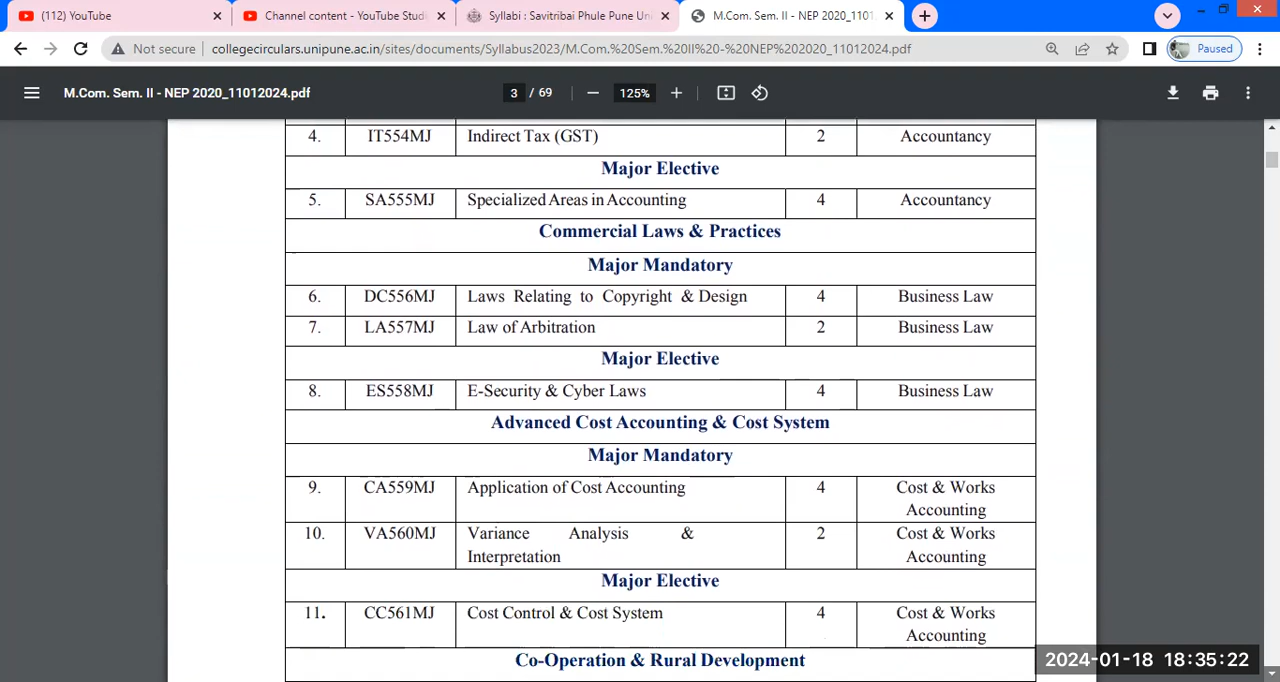 (112) YouTube
Channel content - YouTube Studi
Syllabi : Savitribai Phule Pune Uni
M.Com. Sem. II - NEP 2020_1101
Not secure
collegecirculars.unipune.ac.in/sites/documents/Syllabus2023/M.Com.%20Sem.%20II%20-%20NEP%202020_11012024.pdf
Paused
M.Com. Sem. II - NEP 2020_11012024.pdf
3 / 69
125%
4. IT554MJ Indirect Tax (GST) 2 Accountancy
Major Elective
5. SA555MJ Specialized Areas in Accounting 4 Accountancy
Commercial Laws & Practices
Major Mandatory
6. DC556MJ Laws Relating to Copyright & Design 4 Business Law
7. LA557MJ Law of Arbitration 2 Business Law
Major Elective
8. ES558MJ E-Security & Cyber Laws 4 Business Law
Advanced Cost Accounting & Cost System
Major Mandatory
9. CA559MJ Application of Cost Accounting 4 Cost & Works
Accounting
10. VA560MJ Variance Analysis & 2 Cost & Works
Interpretation Accounting
Major Elective
11. CC561MJ Cost Control & Cost System 4 Cost & Works
Accounting
Co-Operation & Rural Development
2024-01-18 18:35:22